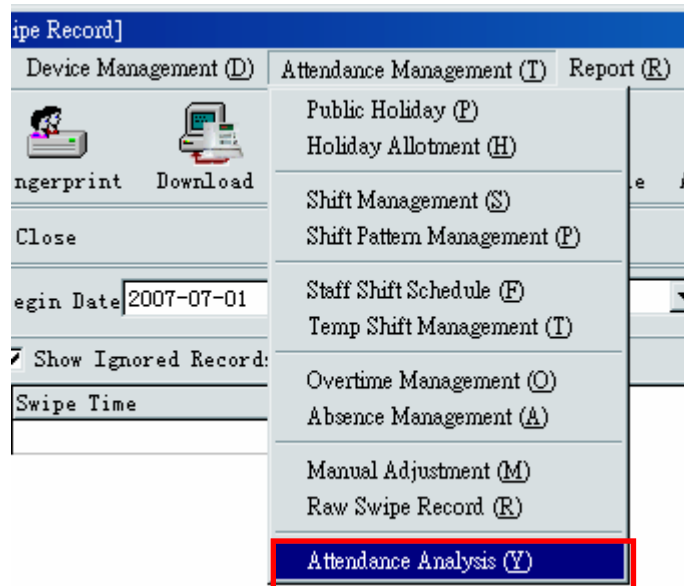 ipe Record]
Device Management (D) Attendance Management (T) Report (R)
Public Holiday (P)
Holiday Allotment (H)
ngerprint Download
Shift Management (S)
Close
Shift Pattern Management (P)
egin Date 2007-07-01
Staff Shift Schedule (F)
Temp Shift Management (T)
Show Ignored Record
Overtime Management (O)
Swipe Time
Absence Management (A)
Manual Adjustment (M)
Raw Swipe Record (R)
Attendance Analysis (Y)